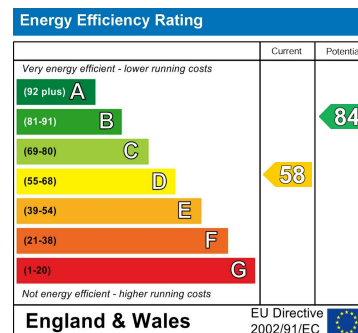 Energy Efficiency Rating
Current Potentia
Very energy efficient - lower running costs
(92 plus) A
(81-91) B
84
(69-80) C
(55-68) D
58
(39-54) E
(21-38) F
(1-20) G
Not energy efficient - higher running costs
England & Wales
EU Directive
2002/91/EC